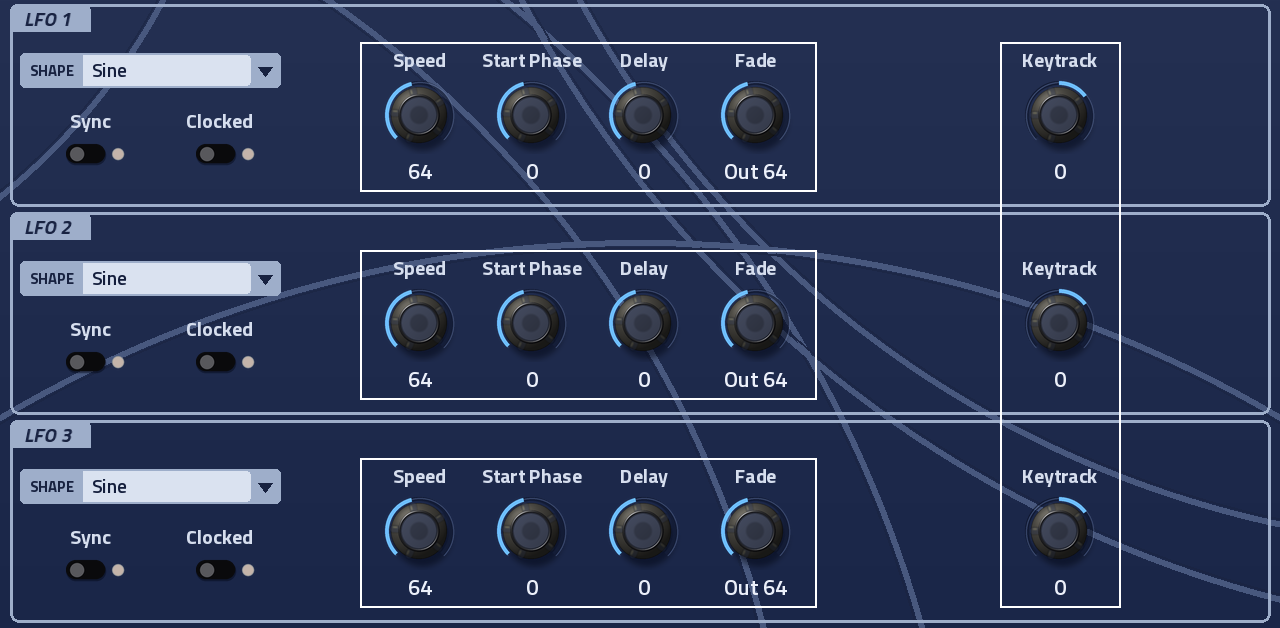 LFO 1
SHAPE Sine
Sync Clocked
Speed Start Phase Delay Fade Keytrack
64 0 0 Out 64 0
LFO 2
SHAPE Sine
Sync Clocked
Speed Start Phase Delay Fade Keytrack
64 0 0 Out 64 0
LFO 3
SHAPE Sine
Sync Clocked
Speed Start Phase Delay Fade Keytrack
64 0 0 Out 64 0